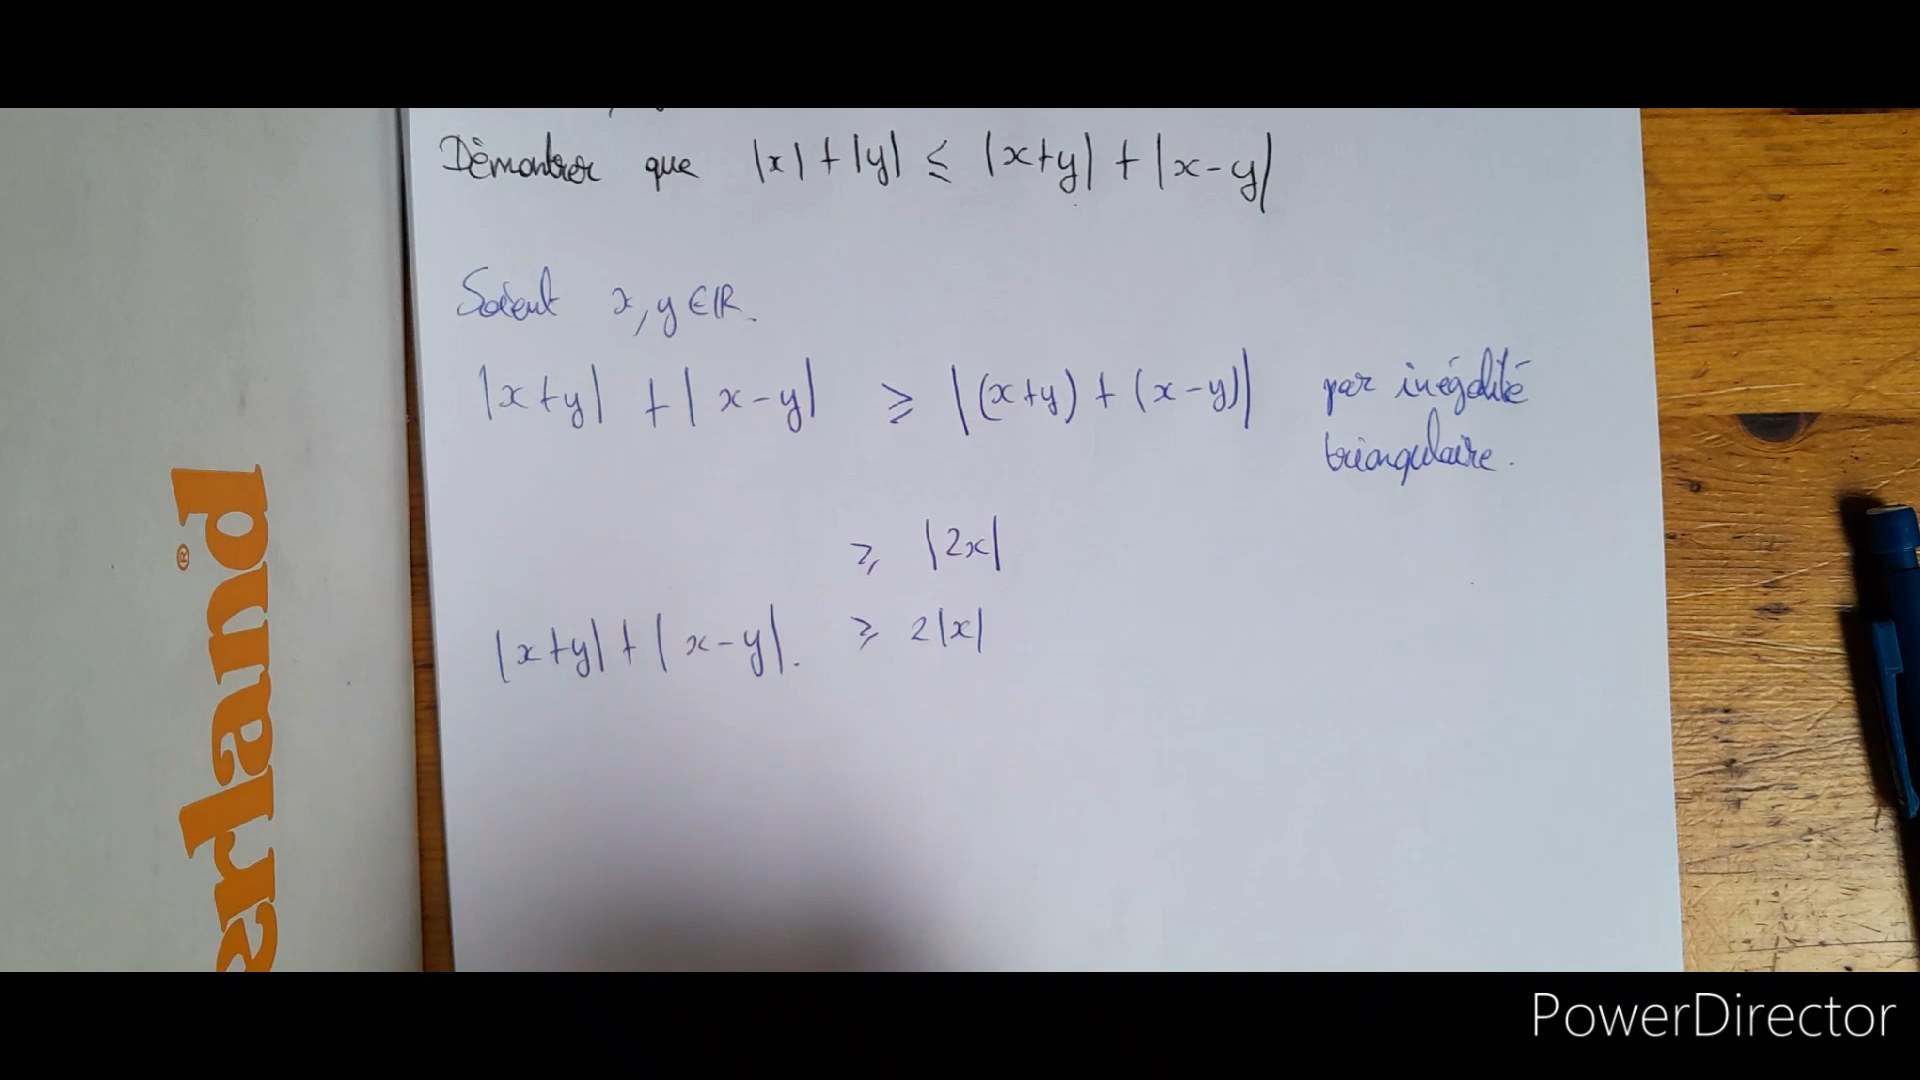 Démontrer que |x| + |y| ≤ |x+y| + |x-y|
Soient x, y ∈ ℝ.
|x+y| + |x-y| ≥ |(x+y) + (x-y)| par inégalité
triangulaire.
≥ |2x|
|x+y| + |x-y|. ≥ 2|x|
erland®
PowerDirector